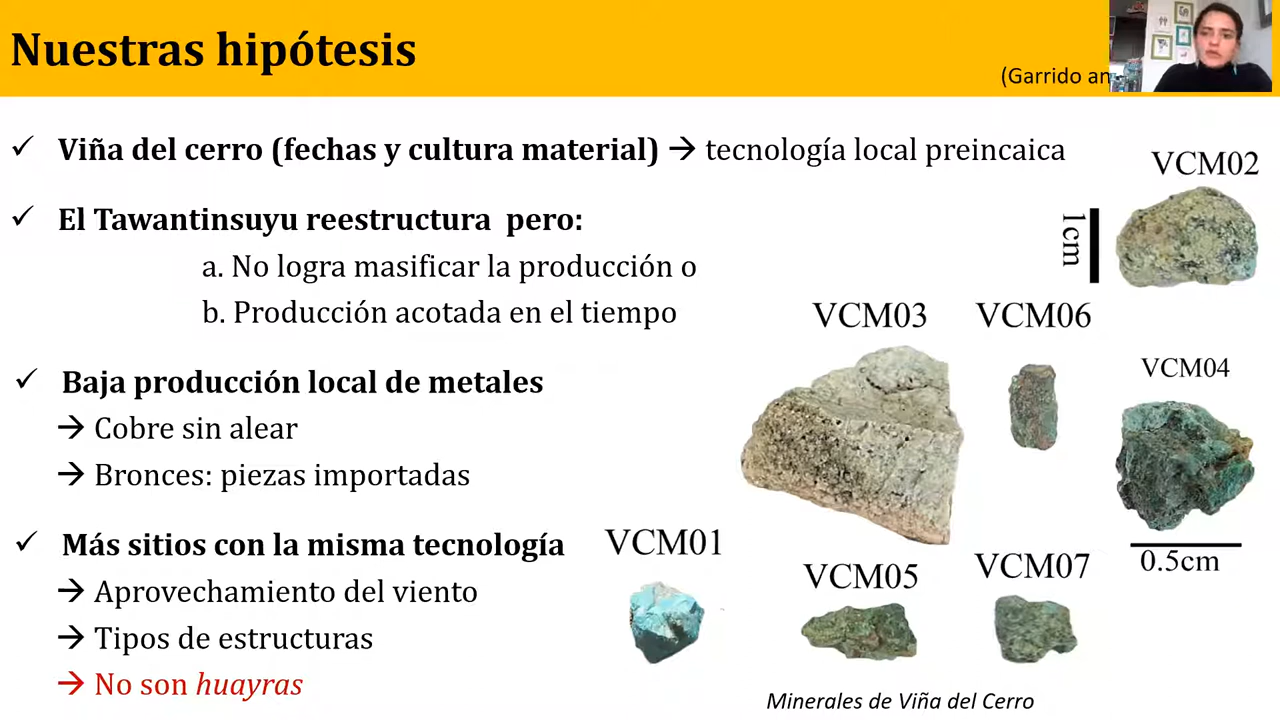 Nuestras hipótesis
(Garrido an
✓ Viña del cerro (fechas y cultura material) → tecnología local preincaica
✓ El Tawantinsuyu reestructura pero:
a. No logra masificar la producción o
b. Producción acotada en el tiempo
✓ Baja producción local de metales
→ Cobre sin alear
→ Bronces: piezas importadas
✓ Más sitios con la misma tecnología
→ Aprovechamiento del viento
→ Tipos de estructuras
→ No son huayras
VCM02
1cm
VCM03
VCM06
VCM04
0.5cm
VCM01
VCM05
VCM07
Minerales de Viña del Cerro